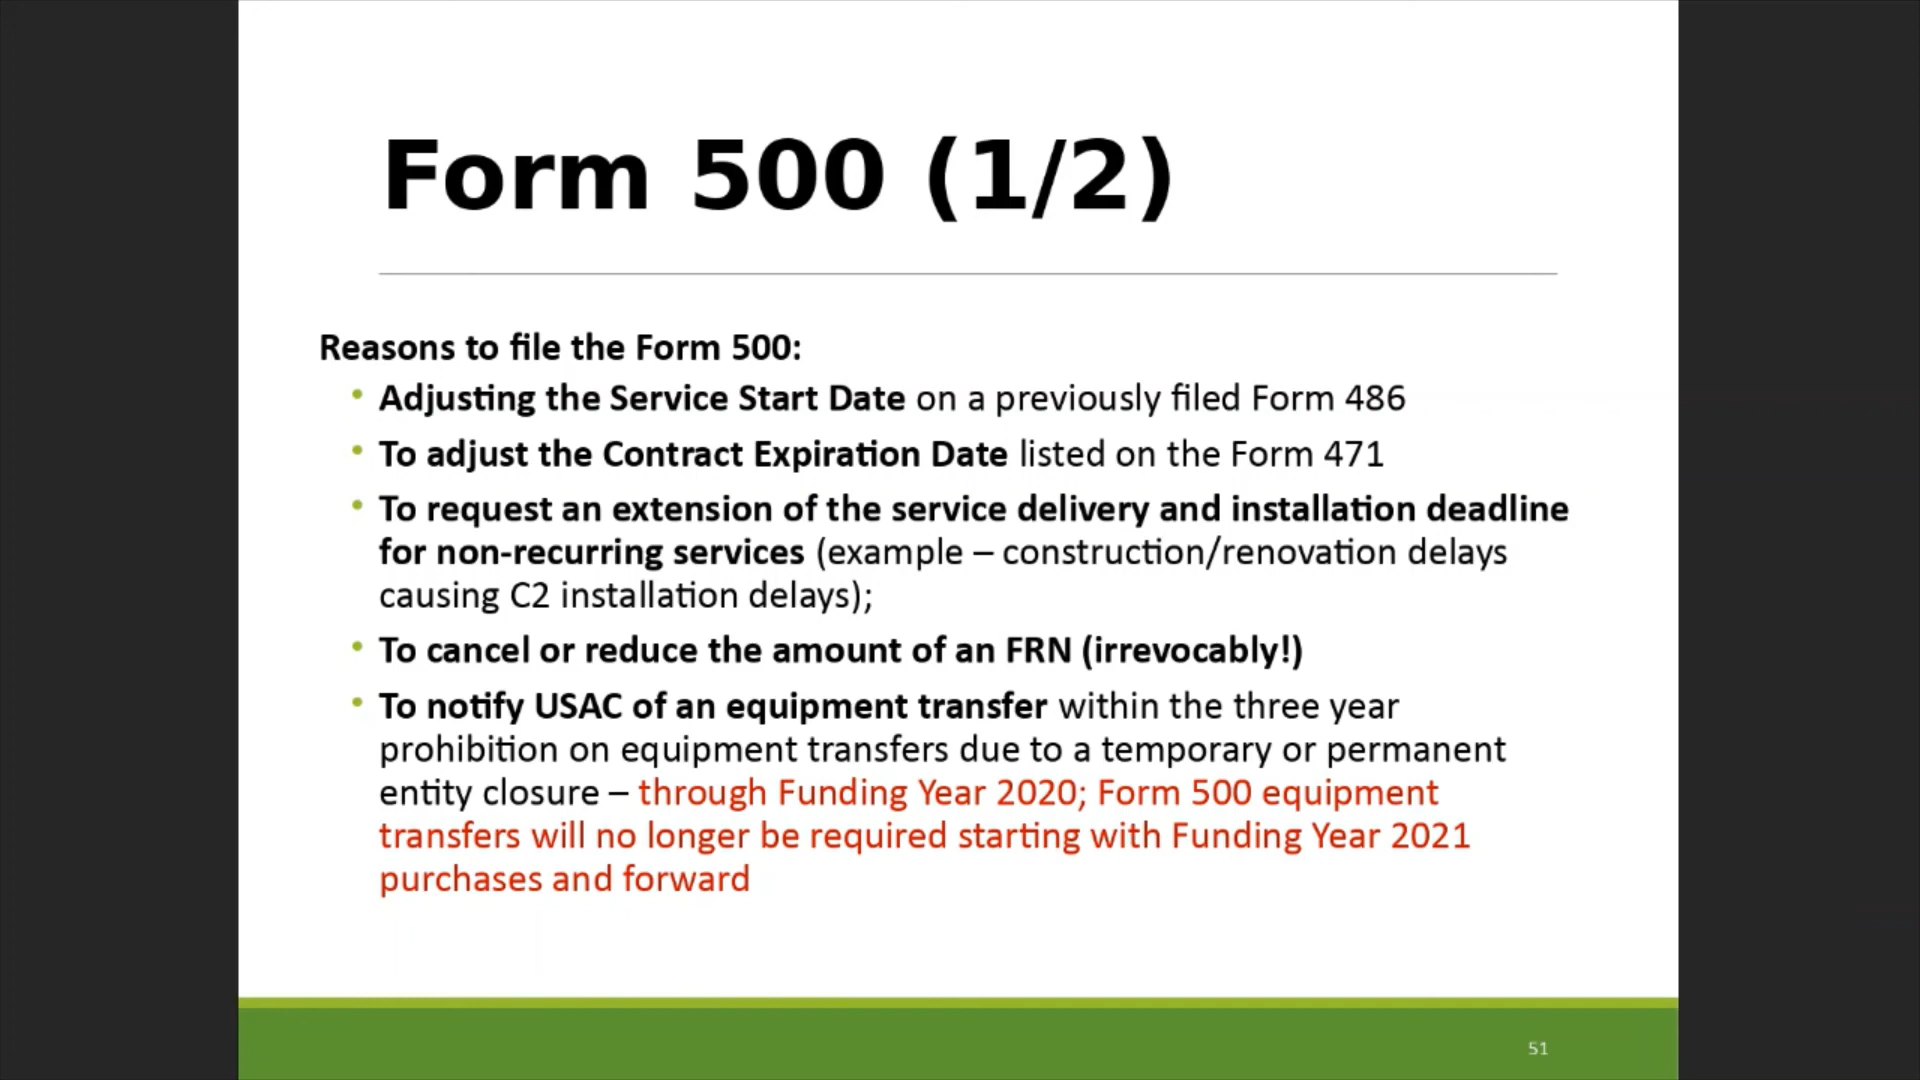 Form 500 (1/2)
Reasons to file the Form 500:
• Adjusting the Service Start Date on a previously filed Form 486
• To adjust the Contract Expiration Date listed on the Form 471
• To request an extension of the service delivery and installation deadline
for non-recurring services (example – construction/renovation delays
causing C2 installation delays);
• To cancel or reduce the amount of an FRN (irrevocably!)
• To notify USAC of an equipment transfer within the three year
prohibition on equipment transfers due to a temporary or permanent
entity closure – through Funding Year 2020; Form 500 equipment
transfers will no longer be required starting with Funding Year 2021
purchases and forward
51